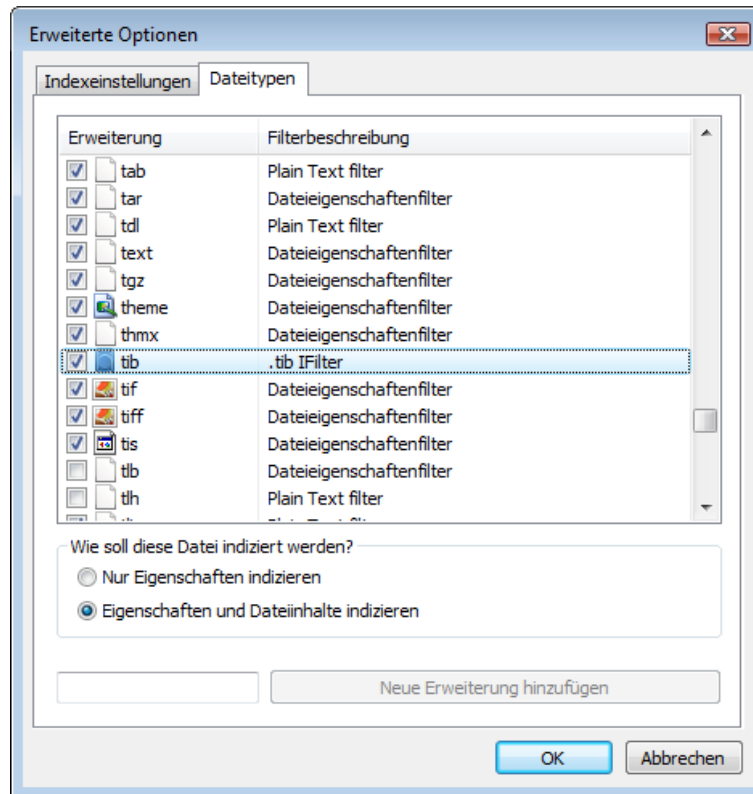 Erweiterte Optionen
Indexeinstellungen Dateitypen
Erweiterung Filterbeschreibung
tab Plain Text filter
tar Dateieigenschaftenfilter
tdl Plain Text filter
text Dateieigenschaftenfilter
tgz Dateieigenschaftenfilter
theme Dateieigenschaftenfilter
thmx Dateieigenschaftenfilter
tib .tib IFilter
tif Dateieigenschaftenfilter
tiff Dateieigenschaftenfilter
tis Dateieigenschaftenfilter
tlb Dateieigenschaftenfilter
tlh Plain Text filter
Wie soll diese Datei indiziert werden?
Nur Eigenschaften indizieren
Eigenschaften und Dateiinhalte indizieren
Neue Erweiterung hinzufügen
OK Abbrechen